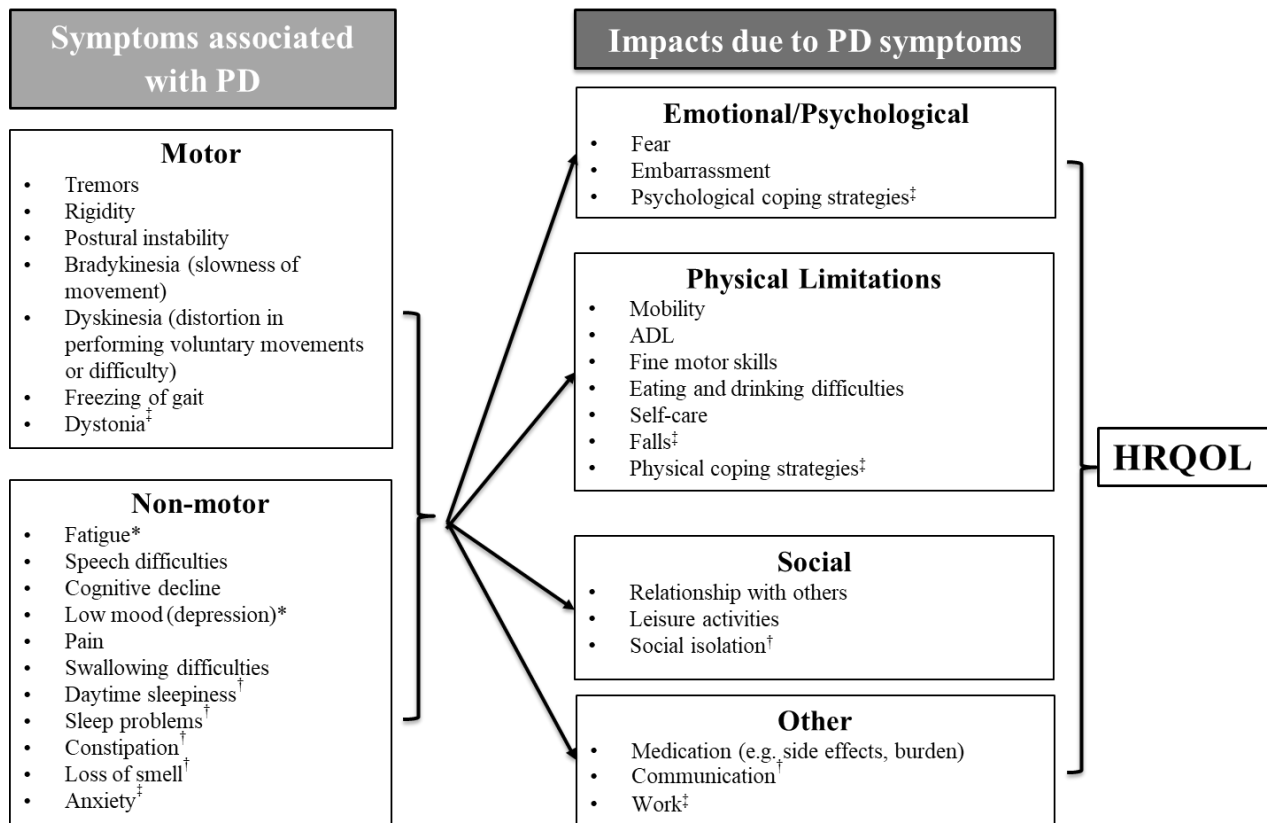 Symptoms associated
with PD
Motor
• Tremors
• Rigidity
• Postural instability
• Bradykinesia (slowness of
movement)
• Dyskinesia (distortion in
performing voluntary movements
or difficulty)
• Freezing of gait
• Dystonia‡
Non-motor
• Fatigue*
• Speech difficulties
• Cognitive decline
• Low mood (depression)*
• Pain
• Swallowing difficulties
• Daytime sleepiness†
• Sleep problems†
• Constipation†
• Loss of smell†
• Anxiety‡
Impacts due to PD symptoms
Emotional/Psychological
• Fear
• Embarrassment
• Psychological coping strategies‡
Physical Limitations
• Mobility
• ADL
• Fine motor skills
• Eating and drinking difficulties
• Self-care
• Falls‡
• Physical coping strategies‡
Social
• Relationship with others
• Leisure activities
• Social isolation†
Other
• Medication (e.g. side effects, burden)
• Communication†
• Work‡
HRQOL